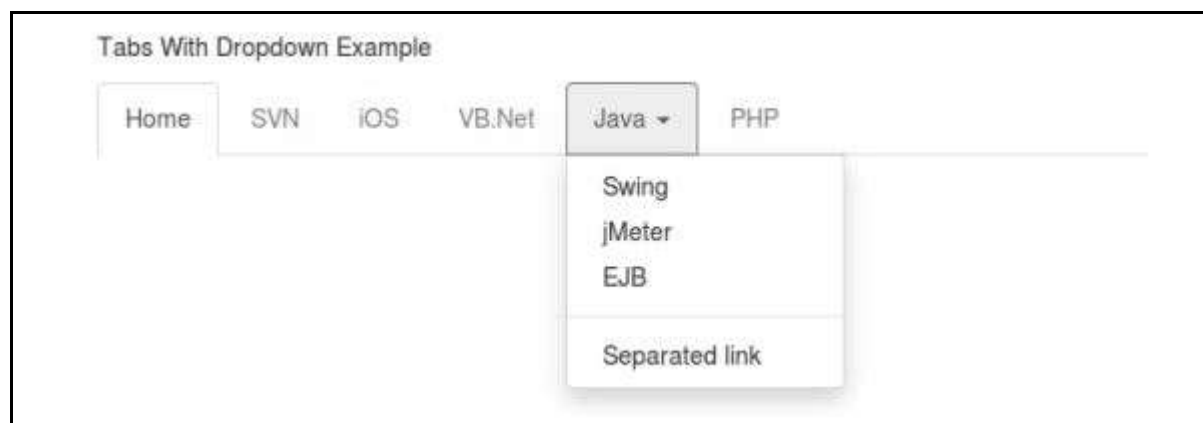 Tabs With Dropdown Example
Home SVN iOS VB.Net Java PHP
Swing
jMeter
EJB
Separated link